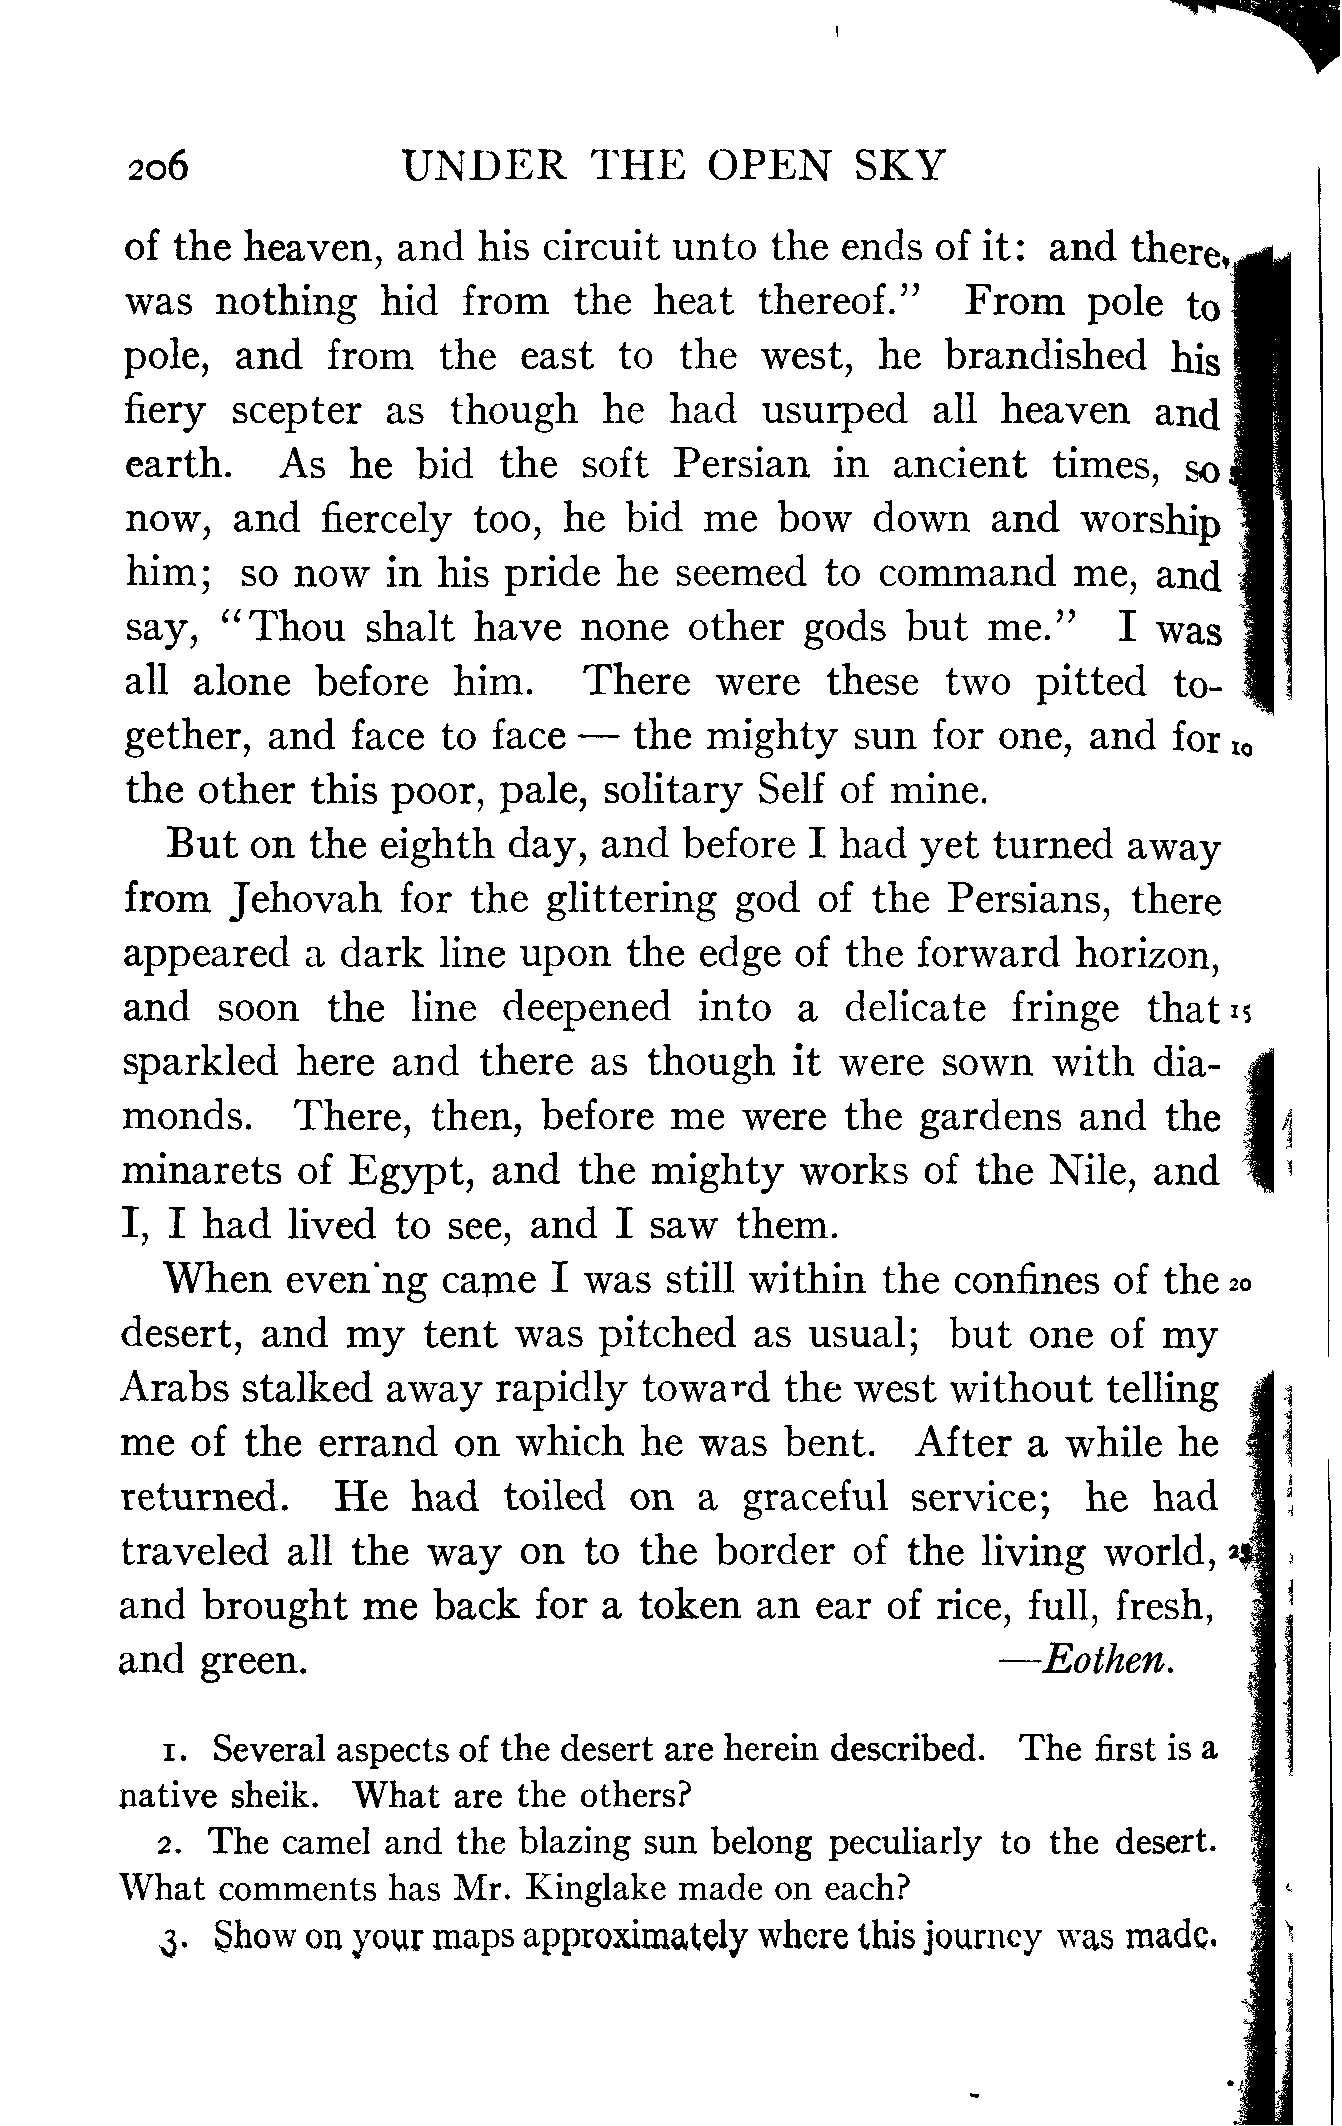 206 UNDER THE OPEN SKY
of the heaven, and his circuit unto the ends of it: and there
was nothing hid from the heat thereof." From pole to
pole, and from the east to the west, he brandished his
fiery scepter as though he had usurped all heaven and
earth. As he bid the soft Persian in ancient times, so
now, and fiercely too, he bid me bow down and worship
him; so now in his pride he seemed to command me, and
say, "Thou shalt have none other gods but me." I was
all alone before him. There were these two pitted to-
gether, and face to face — the mighty sun for one, and for 10
the other this poor, pale, solitary Self of mine.
But on the eighth day, and before I had yet turned away
from Jehovah for the glittering god of the Persians, there
appeared a dark line upon the edge of the forward horizon,
and soon the line deepened into a delicate fringe that 15
sparkled here and there as though it were sown with dia-
monds. There, then, before me were the gardens and the
minarets of Egypt, and the mighty works of the Nile, and
I, I had lived to see, and I saw them.
When evening came I was still within the confines of the 20
desert, and my tent was pitched as usual; but one of my
Arabs stalked away rapidly toward the west without telling
me of the errand on which he was bent. After a while he
returned. He had toiled on a graceful service; he had
traveled all the way on to the border of the living world, 25
and brought me back for a token an ear of rice, full, fresh,
and green. —Eothen.
1. Several aspects of the desert are herein described. The first is a
native sheik. What are the others?
2. The camel and the blazing sun belong peculiarly to the desert.
What comments has Mr. Kinglake made on each?
3. Show on your maps approximately where this journey was made.